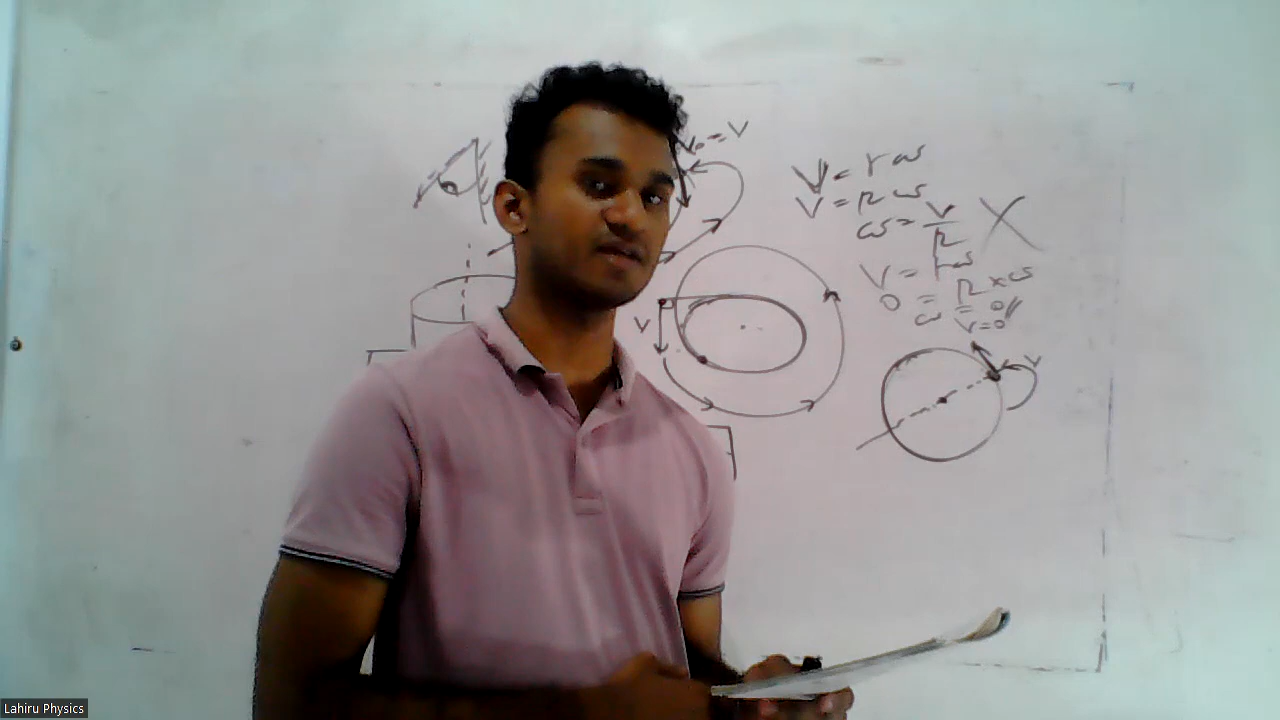 V₀ = V
V = rω
V = Rω
ω = V/R
V = rω
0 = R × ω
ω = 0//
V=0
V
V
Lahiru Physics